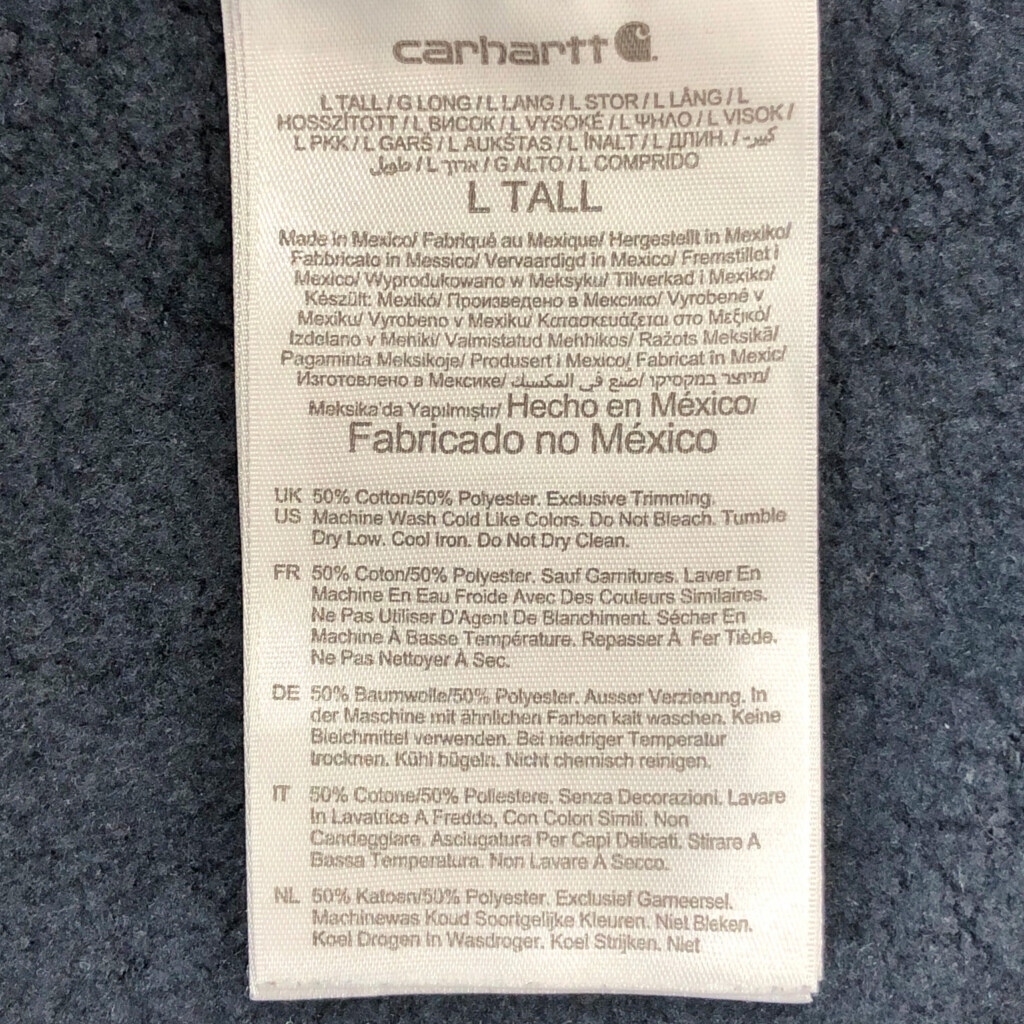 carhartt
L TALL / G LONG / L LANG / L STOR / L LÅNG / L
HOSSZÍTOTT / L ВИСОК / L VYSOKÉ / L ΨΗΛΟ / L VISOK /
L PKK / L GARŠ / L AUKŠTAS / L ÎNALT / L ДЛИН. / كبير-
طويل / L ארוך / G ALTO / L COMPRIDO
L TALL
Made in Mexico/ Fabriqué au Mexique/ Hergestellt in Mexiko/
Fabbricato in Messico/ Vervaardigd in Mexico/ Fremstillet i
Mexico/ Wyprodukowano w Meksyku/ Tillverkad i Mexiko/
Készült: Mexikó/ Произведено в Мексико/ Vyrobené v
Mexiku/ Vyrobeno v Mexiku/ Κατασκευάζεται στο Μεξικό/
Izdelano v Mehiki/ Valmistatud Mehhikos/ Ražots Meksikā/
Pagaminta Meksikoje/ Produsert i Mexico/ Fabricat în Mexic/
Изготовлено в Мексике/ صنع في المكسيك/ מיוצר במקסיקו/
Meksika'da Yapılmıştır/ Hecho en México/
Fabricado no México
UK 50% Cotton/50% Polyester. Exclusive Trimming.
US Machine Wash Cold Like Colors. Do Not Bleach. Tumble
Dry Low. Cool Iron. Do Not Dry Clean.
FR 50% Coton/50% Polyester. Sauf Garnitures. Laver En
Machine En Eau Froide Avec Des Couleurs Similaires.
Ne Pas Utiliser D'Agent De Blanchiment. Sécher En
Machine À Basse Température. Repasser À Fer Tiède.
Ne Pas Nettoyer À Sec.
DE 50% Baumwolle/50% Polyester. Ausser Verzierung. In
der Maschine mit ähnlichen Farben kalt waschen. Keine
Bleichmittel verwenden. Bei niedriger Temperatur
trocknen. Kühl bügeln. Nicht chemisch reinigen.
IT 50% Cotone/50% Poliestere. Senza Decorazioni. Lavare
In Lavatrice A Freddo, Con Colori Simili. Non
Candeggiare. Asciugatura Per Capi Delicati. Stirare A
Bassa Temperatura. Non Lavare À Secco.
NL 50% Katoen/50% Polyester. Exclusief Garneersel.
Machinewas Koud Soortgelijke Kleuren. Niet Bleken.
Koel Drogen In Wasdroger. Koel Strijken. Niet